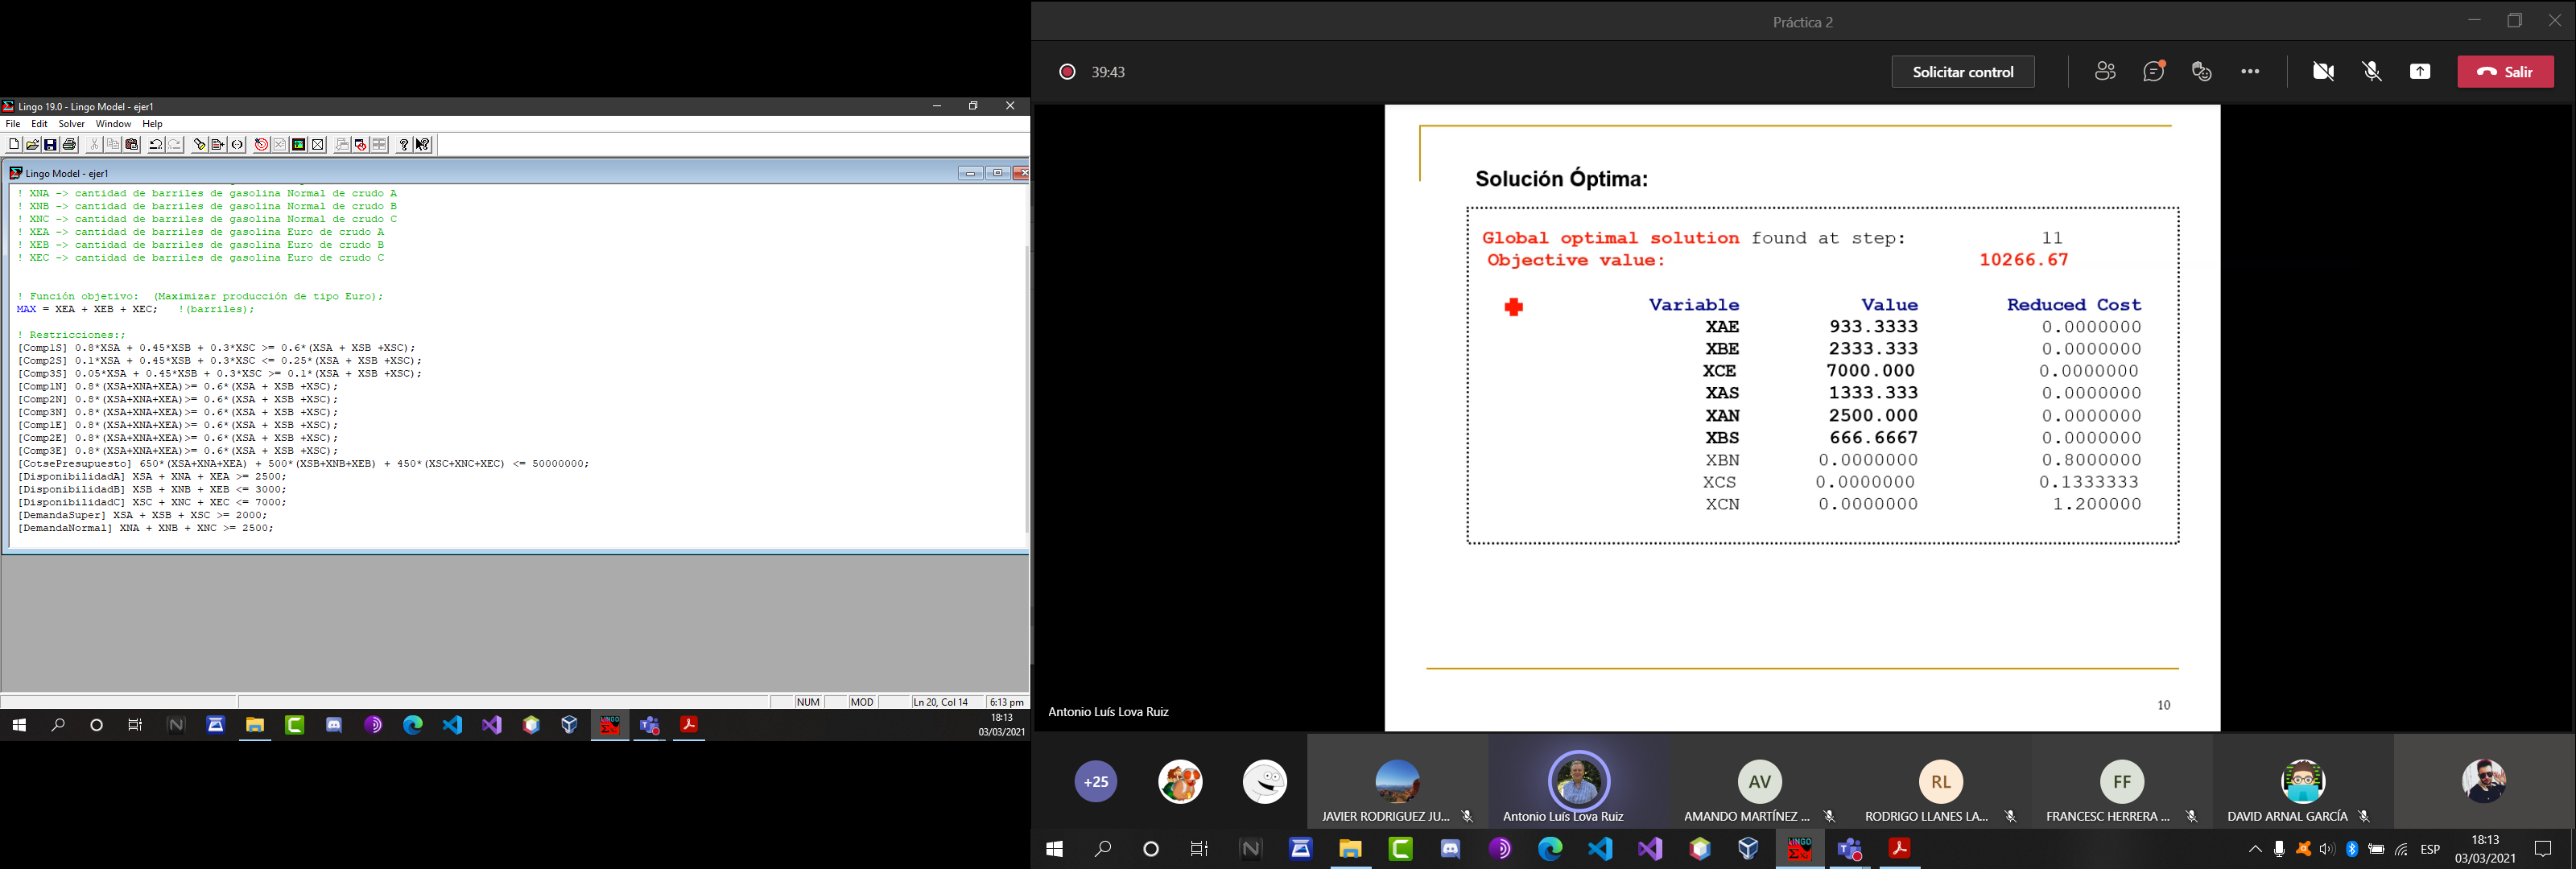 Lingo 19.0 - Lingo Model - ejer1
File Edit Solver Window Help
Lingo Model - ejer1
! XNA -> cantidad de barriles de gasolina Normal de crudo A
! XNB -> cantidad de barriles de gasolina Normal de crudo B
! XNC -> cantidad de barriles de gasolina Normal de crudo C
! XEA -> cantidad de barriles de gasolina Euro de crudo A
! XEB -> cantidad de barriles de gasolina Euro de crudo B
! XEC -> cantidad de barriles de gasolina Euro de crudo C
! Función objetivo: (Maximizar producción de tipo Euro);
MAX = XEA + XEB + XEC; !(barriles);
! Restricciones:;
[Comp1S] 0.8*XSA + 0.45*XSB + 0.3*XSC >= 0.6*(XSA + XSB +XSC);
[Comp2S] 0.1*XSA + 0.45*XSB + 0.3*XSC <= 0.25*(XSA + XSB +XSC);
[Comp3S] 0.05*XSA + 0.45*XSB + 0.3*XSC >= 0.1*(XSA + XSB +XSC);
[Comp1N] 0.8*(XSA+XNA+XEA)>= 0.6*(XSA + XSB +XSC);
[Comp2N] 0.8*(XSA+XNA+XEA)>= 0.6*(XSA + XSB +XSC);
[Comp3N] 0.8*(XSA+XNA+XEA)>= 0.6*(XSA + XSB +XSC);
[Comp1E] 0.8*(XSA+XNA+XEA)>= 0.6*(XSA + XSB +XSC);
[Comp2E] 0.8*(XSA+XNA+XEA)>= 0.6*(XSA + XSB +XSC);
[Comp3E] 0.8*(XSA+XNA+XEA)>= 0.6*(XSA + XSB +XSC);
[CotsePresupuesto] 650*(XSA+XNA+XEA) + 500*(XSB+XNB+XEB) + 450*(XSC+XNC+XEC) <= 50000000;
[DisponibilidadA] XSA + XNA + XEA >= 2500;
[DisponibilidadB] XSB + XNB + XEB <= 3000;
[DisponibilidadC] XSC + XNC + XEC <= 7000;
[DemandaSuper] XSA + XSB + XSC >= 2000;
[DemandaNormal] XNA + XNB + XNC >= 2500;
NUM MOD Ln 20, Col 14 6:13 pm
18:13
03/03/2021
Práctica 2
39:43
Solicitar control
Salir
Solución Óptima:
Global optimal solution found at step: 11
Objective value: 10266.67
Variable Value Reduced Cost
XAE 933.3333 0.0000000
XBE 2333.333 0.0000000
XCE 7000.000 0.0000000
XAS 1333.333 0.0000000
XAN 2500.000 0.0000000
XBS 666.6667 0.0000000
XBN 0.0000000 0.8000000
XCS 0.0000000 0.1333333
XCN 0.0000000 1.200000
10
Antonio Luís Lova Ruiz
+25
AV
RL
FF
JAVIER RODRIGUEZ JU...
Antonio Luís Lova Ruiz
AMANDO MARTÍNEZ ...
RODRIGO LLANES LA...
FRANCESC HERRERA ...
DAVID ARNAL GARCÍA
ESP
18:13
03/03/2021